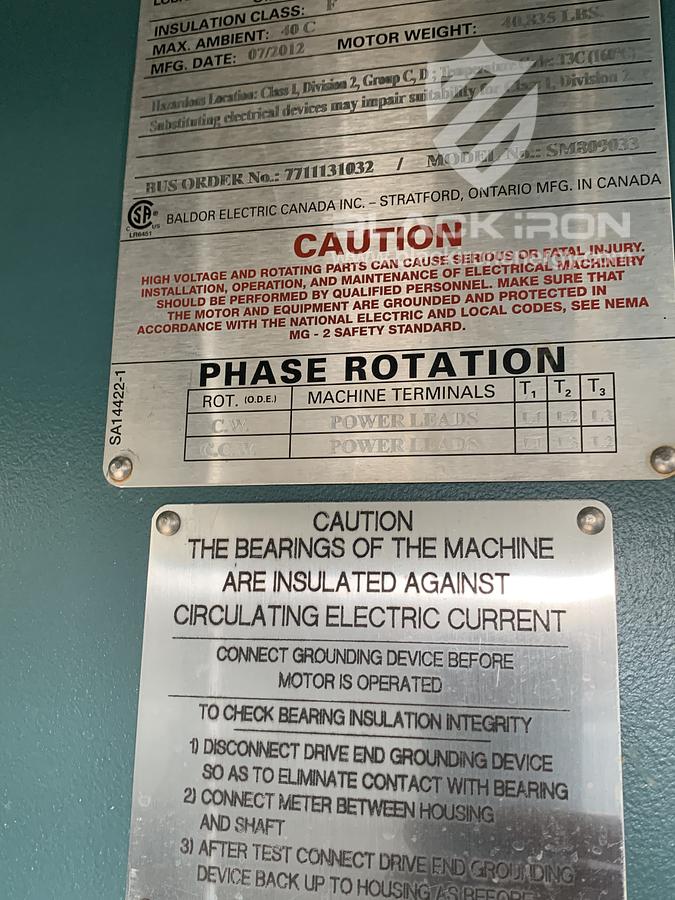 INSULATION CLASS: F
MAX. AMBIENT: 40 C
MOTOR WEIGHT: 40,835 LBS.
MFG. DATE: 07/2012
Hazardous Location: Class I, Division 2, Group C, D ; Temperature Code: T3C (160°C)
Substituting electrical devices may impair suitability for Class I, Division 2
BUS ORDER No.: 7711131032 / MODEL No.: SM809033
BALDOR ELECTRIC CANADA INC. – STRATFORD, ONTARIO MFG. IN CANADA
LR6451
BLACK IRON
CAUTION
HIGH VOLTAGE AND ROTATING PARTS CAN CAUSE SERIOUS OR FATAL INJURY.
INSTALLATION, OPERATION, AND MAINTENANCE OF ELECTRICAL MACHINERY
SHOULD BE PERFORMED BY QUALIFIED PERSONNEL. MAKE SURE THAT
THE MOTOR AND EQUIPMENT ARE GROUNDED AND PROTECTED IN
ACCORDANCE WITH THE NATIONAL ELECTRIC AND LOCAL CODES, SEE NEMA
MG - 2 SAFETY STANDARD.
PHASE ROTATION
ROT. (O.D.E.) MACHINE TERMINALS T1 T2 T3
C.W. POWER LEADS L1 L2 L3
C.C.W. POWER LEADS L1 L3 L2
SA14422-1
CAUTION
THE BEARINGS OF THE MACHINE
ARE INSULATED AGAINST
CIRCULATING ELECTRIC CURRENT
CONNECT GROUNDING DEVICE BEFORE
MOTOR IS OPERATED
TO CHECK BEARING INSULATION INTEGRITY
1) DISCONNECT DRIVE END GROUNDING DEVICE
SO AS TO ELIMINATE CONTACT WITH BEARING
2) CONNECT METER BETWEEN HOUSING
AND SHAFT
3) AFTER TEST CONNECT DRIVE END GROUNDING
DEVICE BACK UP TO HOUSING AS BEFORE